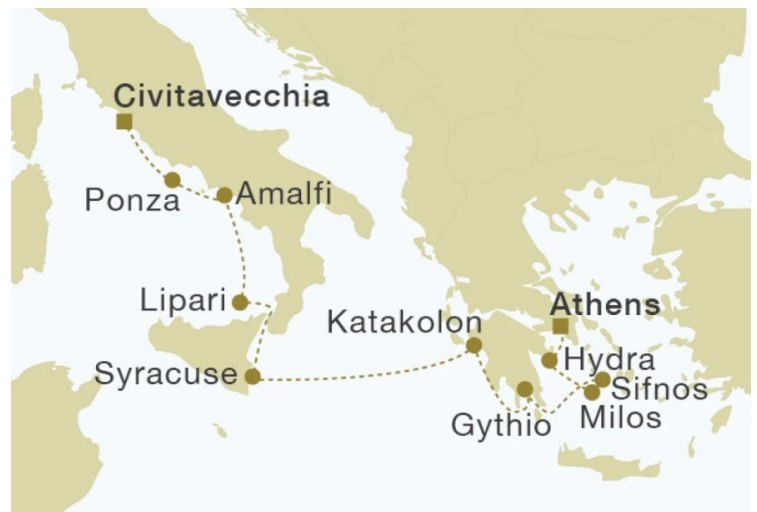 Civitavecchia
Ponza
Amalfi
Lipari
Athens
Katakolon
Hydra
Syracuse
Sifnos
Gythio
Milos